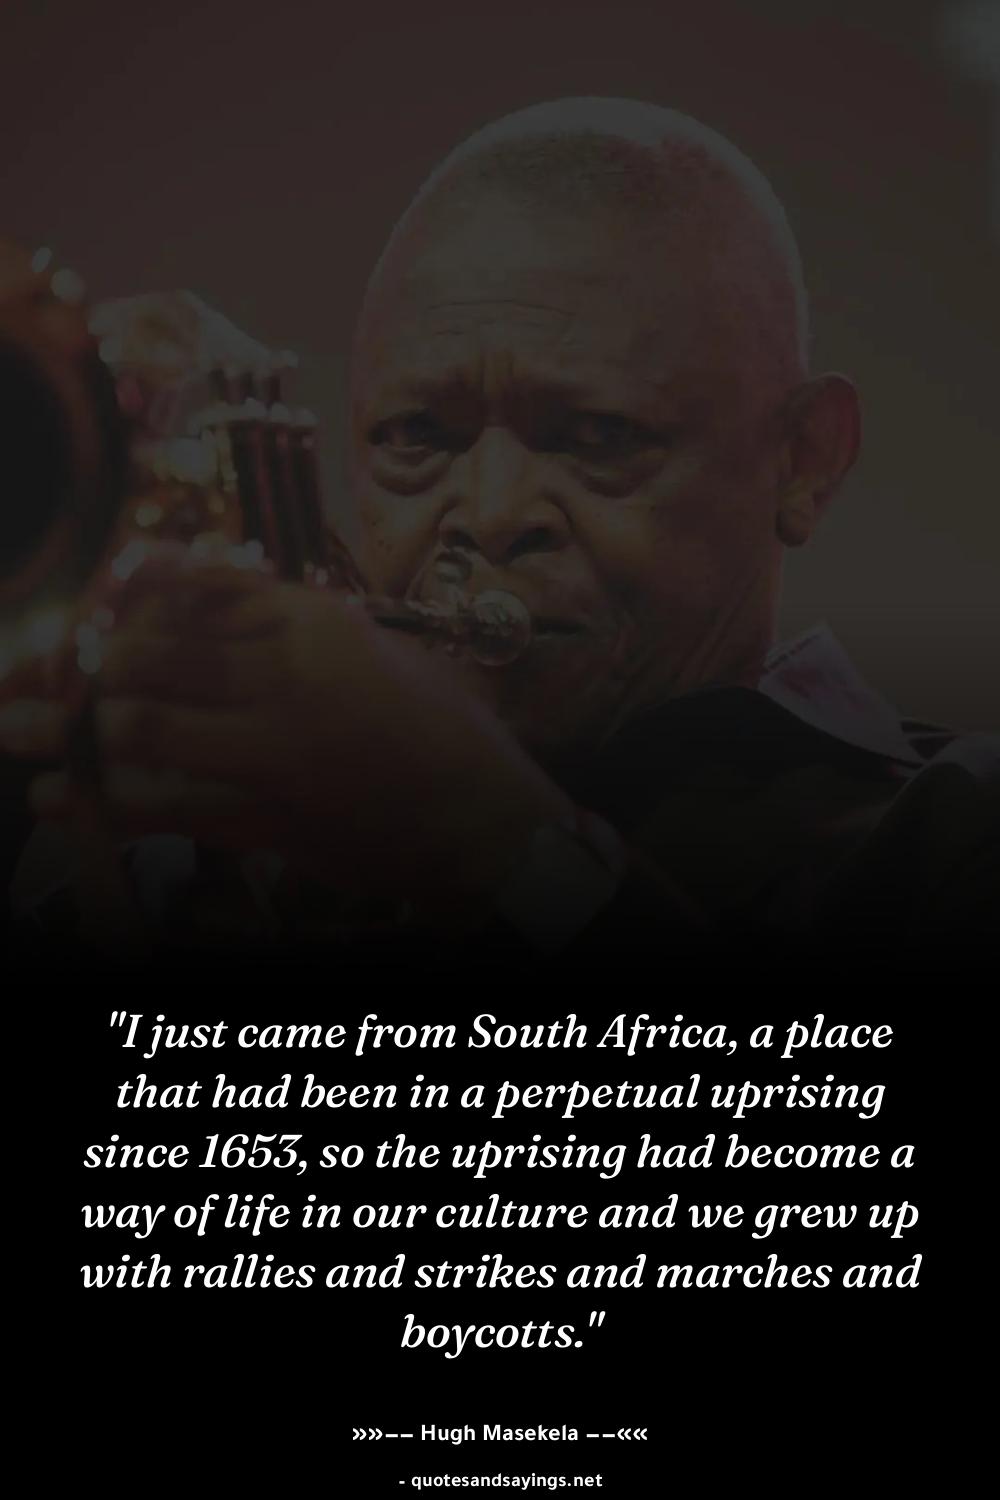 "I just came from South Africa, a place
that had been in a perpetual uprising
since 1653, so the uprising had become a
way of life in our culture and we grew up
with rallies and strikes and marches and
boycotts."
»»−− Hugh Masekela −−««
- quotesandsayings.net